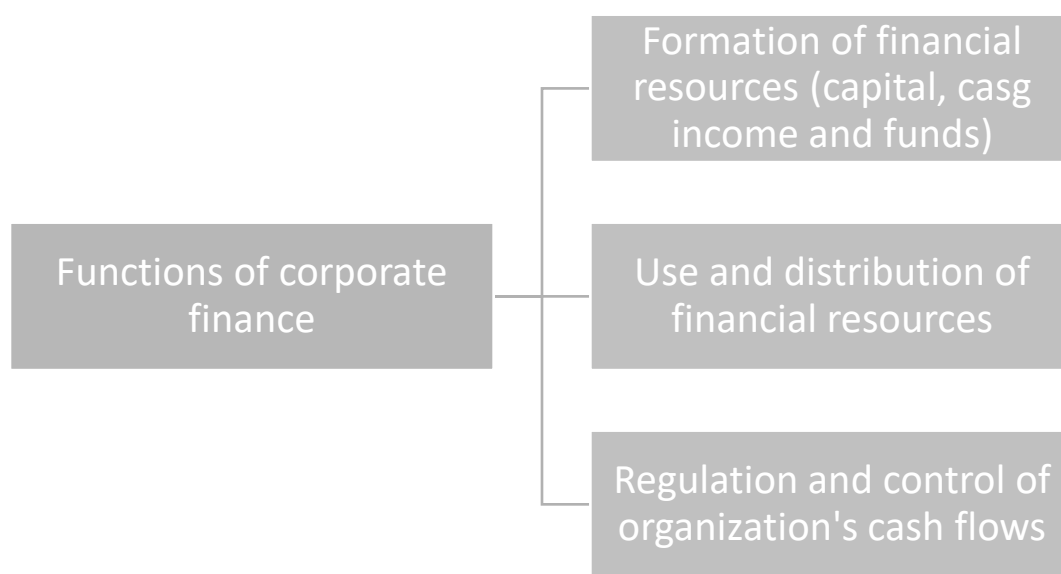 Formation of financial
resources (capital, casg
income and funds)
Functions of corporate
finance
Use and distribution of
financial resources
Regulation and control of
organization's cash flows